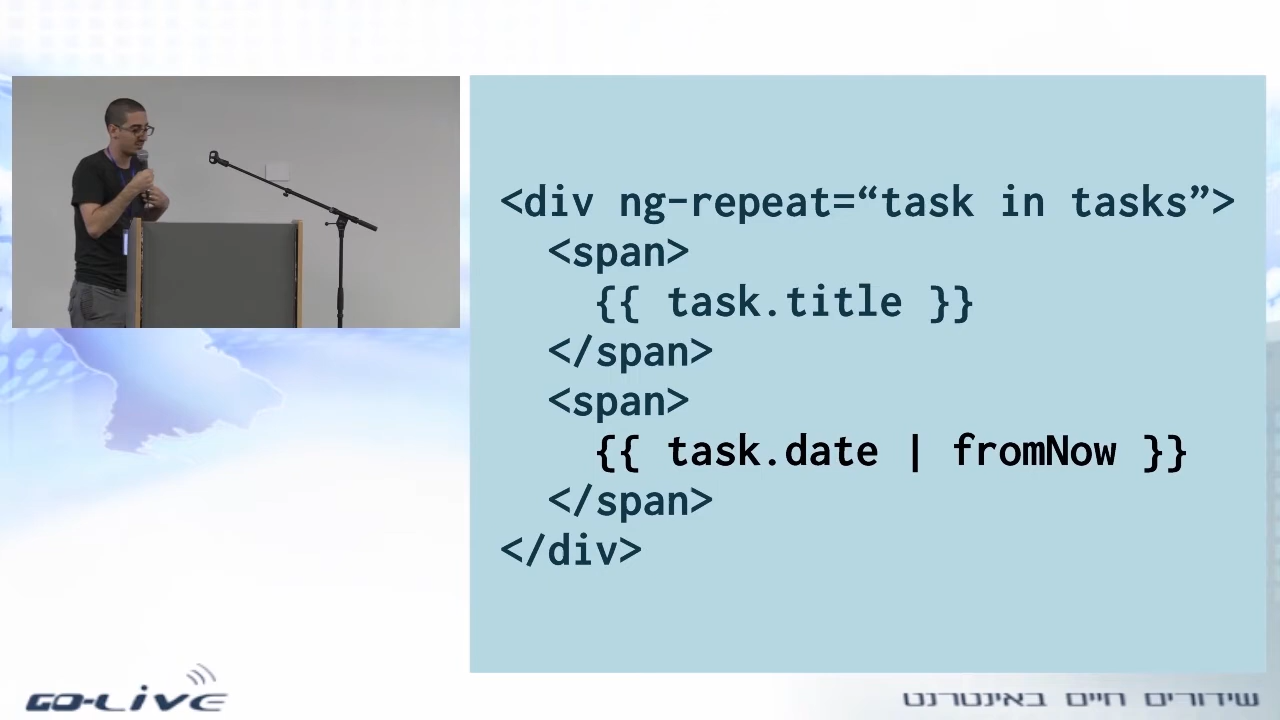 <div ng-repeat=“task in tasks”>
<span>
{{ task.title }}
</span>
<span>
{{ task.date | fromNow }}
</span>
</div>
GO-LIVE
שידורים חיים באינטרנט